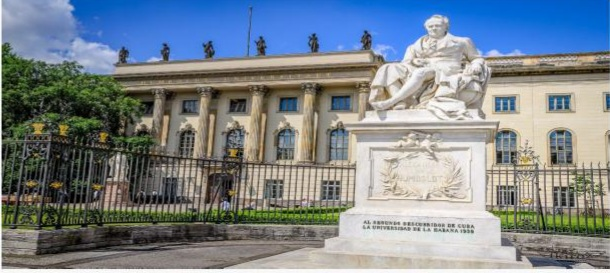 AL SEGUNDO DESCUBRIDOR DE CUBA
LA UNIVERSIDAD DE LA HABANA 1939